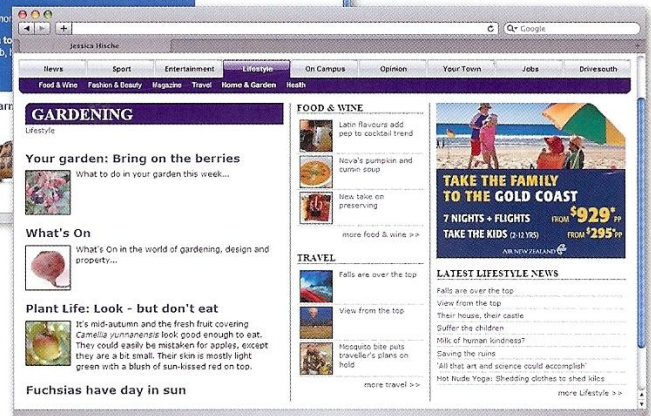 Google
Jessica Hische
News Sport Entertainment Lifestyle On Campus Opinion Your Town Jobs Drivesouth
Food & Wine Fashion & Beauty Magazine Travel Home & Garden Health
GARDENING
Lifestyle
Your garden: Bring on the berries
What to do in your garden this week...
What's On
What's On in the world of gardening, design and
property...
Plant Life: Look - but don't eat
It's mid-autumn and the fresh fruit covering
Camellia yunnanensis look good enough to eat.
They could easily be mistaken for apples, except
they are a bit small. Their skin is mostly light
green with a blush of sun-kissed red on top.
Fuchsias have day in sun
FOOD & WINE
Latin flavours add
pep to cocktail trend
Nova's pumpkin and
cumin soup
New take on
preserving
more food & wine >>
TRAVEL
Falls are over the top
View from the top
Mosquito bite puts
traveller's plans on
hold
more travel >>
TAKE THE FAMILY
TO THE GOLD COAST
7 NIGHTS + FLIGHTS FROM $929* PP
TAKE THE KIDS (2-12 YRS) FROM $295* PP
AIR NEW ZEALAND
LATEST LIFESTYLE NEWS
Falls are over the top
View from the top
Their house, their castle
Suffer the children
Milk of human kindness?
Saving the ruins
'All that art and science could accomplish'
Hot Nude Yoga: Shedding clothes to shed kilos
more Lifestyle >>